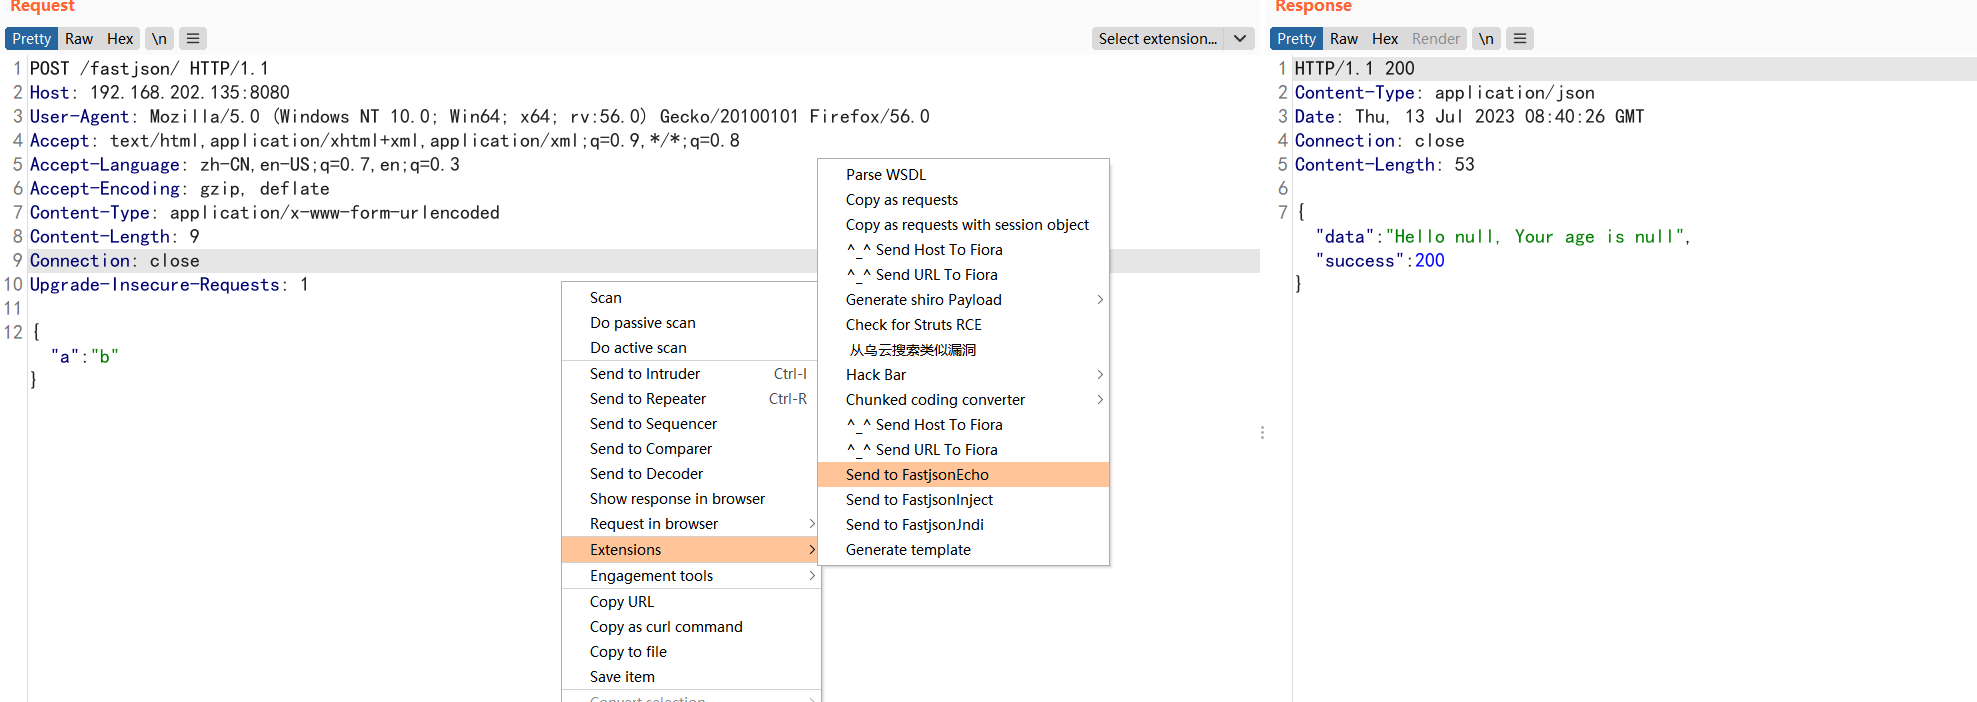 Request
Pretty Raw Hex \n
Select extension...
1 POST /fastjson/ HTTP/1.1
2 Host: 192.168.202.135:8080
3 User-Agent: Mozilla/5.0 (Windows NT 10.0; Win64; x64; rv:56.0) Gecko/20100101 Firefox/56.0
4 Accept: text/html,application/xhtml+xml,application/xml;q=0.9,*/*;q=0.8
5 Accept-Language: zh-CN,en-US;q=0.7,en;q=0.3
6 Accept-Encoding: gzip, deflate
7 Content-Type: application/x-www-form-urlencoded
8 Content-Length: 9
9 Connection: close
10 Upgrade-Insecure-Requests: 1
11
12 {
"a":"b"
}
Scan
Do passive scan
Do active scan
Send to Intruder Ctrl-I
Send to Repeater Ctrl-R
Send to Sequencer
Send to Comparer
Send to Decoder
Show response in browser
Request in browser
Extensions
Engagement tools
Copy URL
Copy as curl command
Copy to file
Save item
Convert selection
Parse WSDL
Copy as requests
Copy as requests with session object
^_^ Send Host To Fiora
^_^ Send URL To Fiora
Generate shiro Payload
Check for Struts RCE
从乌云搜索类似漏洞
Hack Bar
Chunked coding converter
^_^ Send Host To Fiora
^_^ Send URL To Fiora
Send to FastjsonEcho
Send to FastjsonInject
Send to FastjsonJndi
Generate template
Response
Pretty Raw Hex Render \n
1 HTTP/1.1 200
2 Content-Type: application/json
3 Date: Thu, 13 Jul 2023 08:40:26 GMT
4 Connection: close
5 Content-Length: 53
6
7 {
"data":"Hello null, Your age is null",
"success":200
}